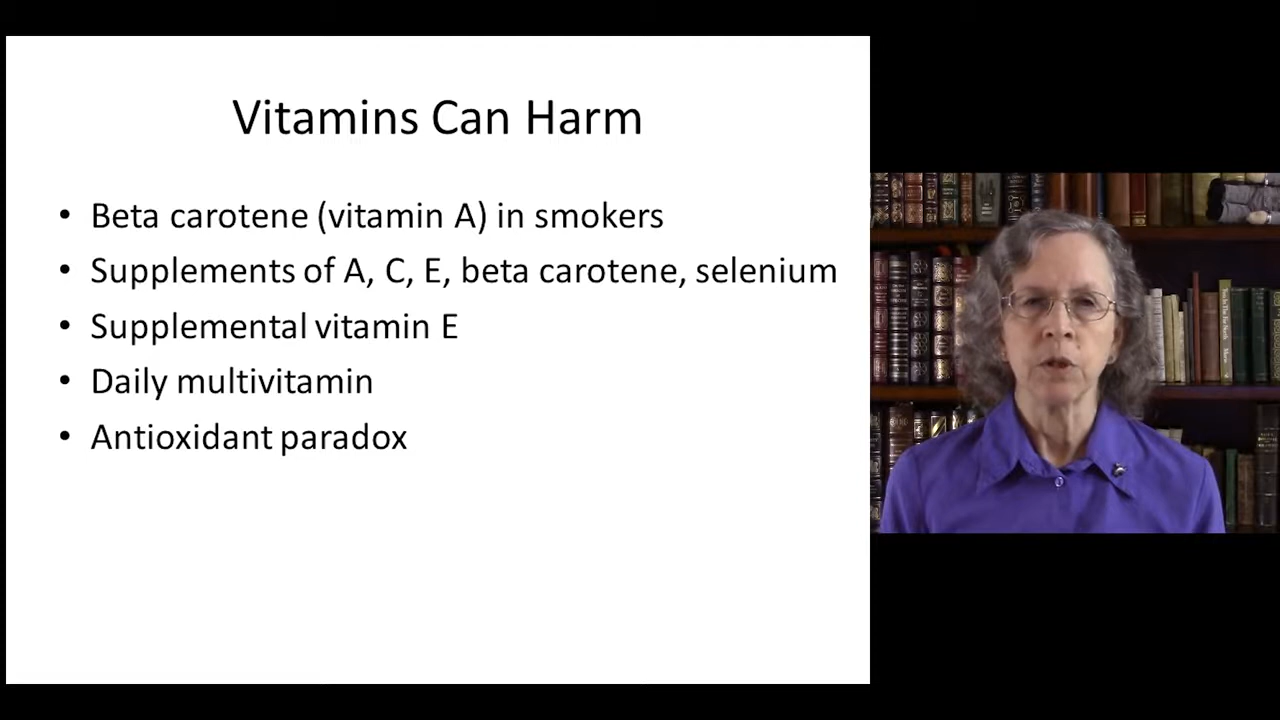 Vitamins Can Harm
• Beta carotene (vitamin A) in smokers
• Supplements of A, C, E, beta carotene, selenium
• Supplemental vitamin E
• Daily multivitamin
• Antioxidant paradox